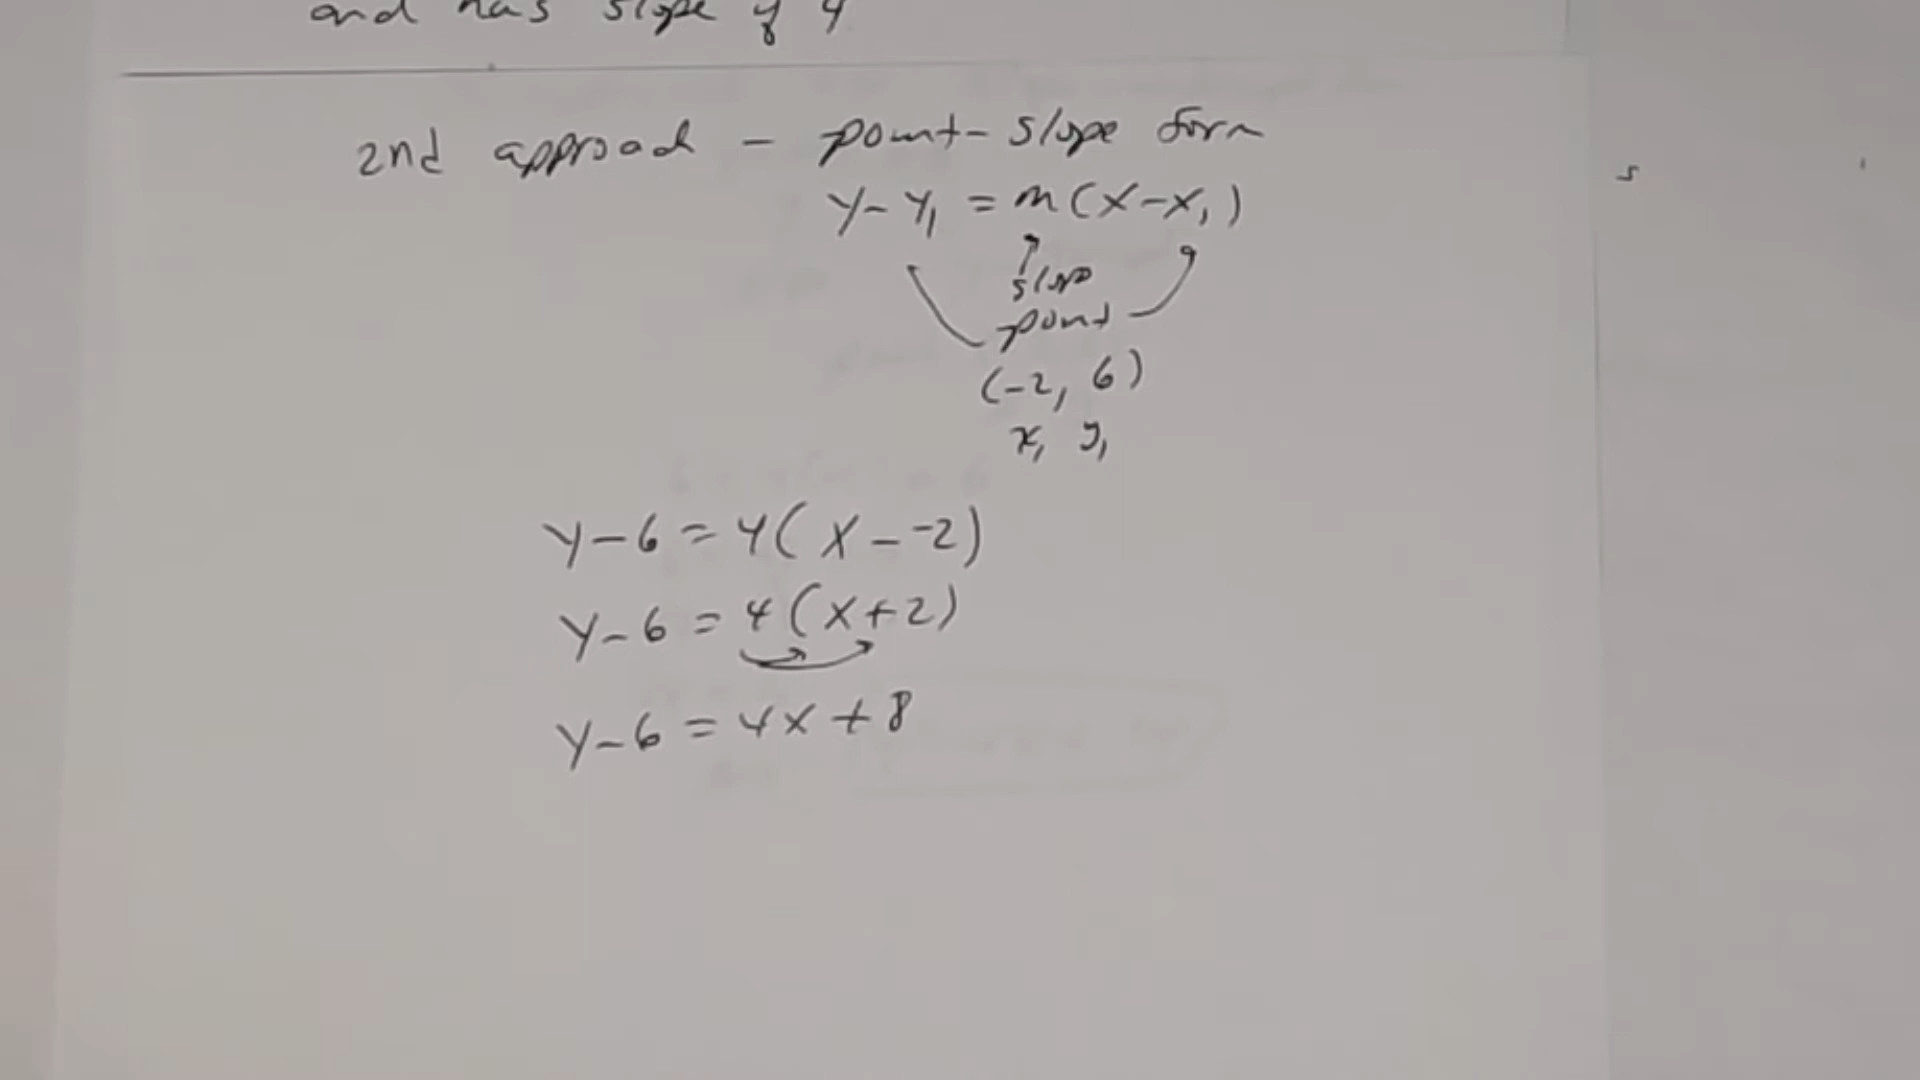 and has slope of 4
2nd approach - point-slope form
y - y₁ = m(x - x₁)
slope
point
(-2, 6)
x₁ y₁
y - 6 = 4(x - -2)
y - 6 = 4(x + 2)
y - 6 = 4x + 8